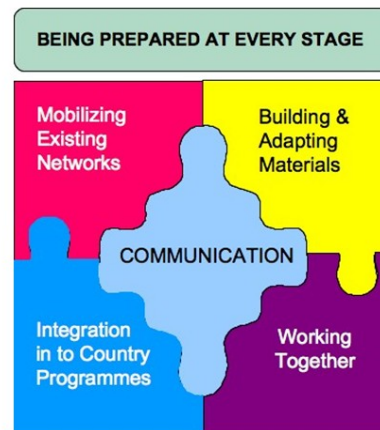 BEING PREPARED AT EVERY STAGE
Mobilizing
Existing
Networks
Building &
Adapting
Materials
COMMUNICATION
Integration
in to Country
Programmes
Working
Together